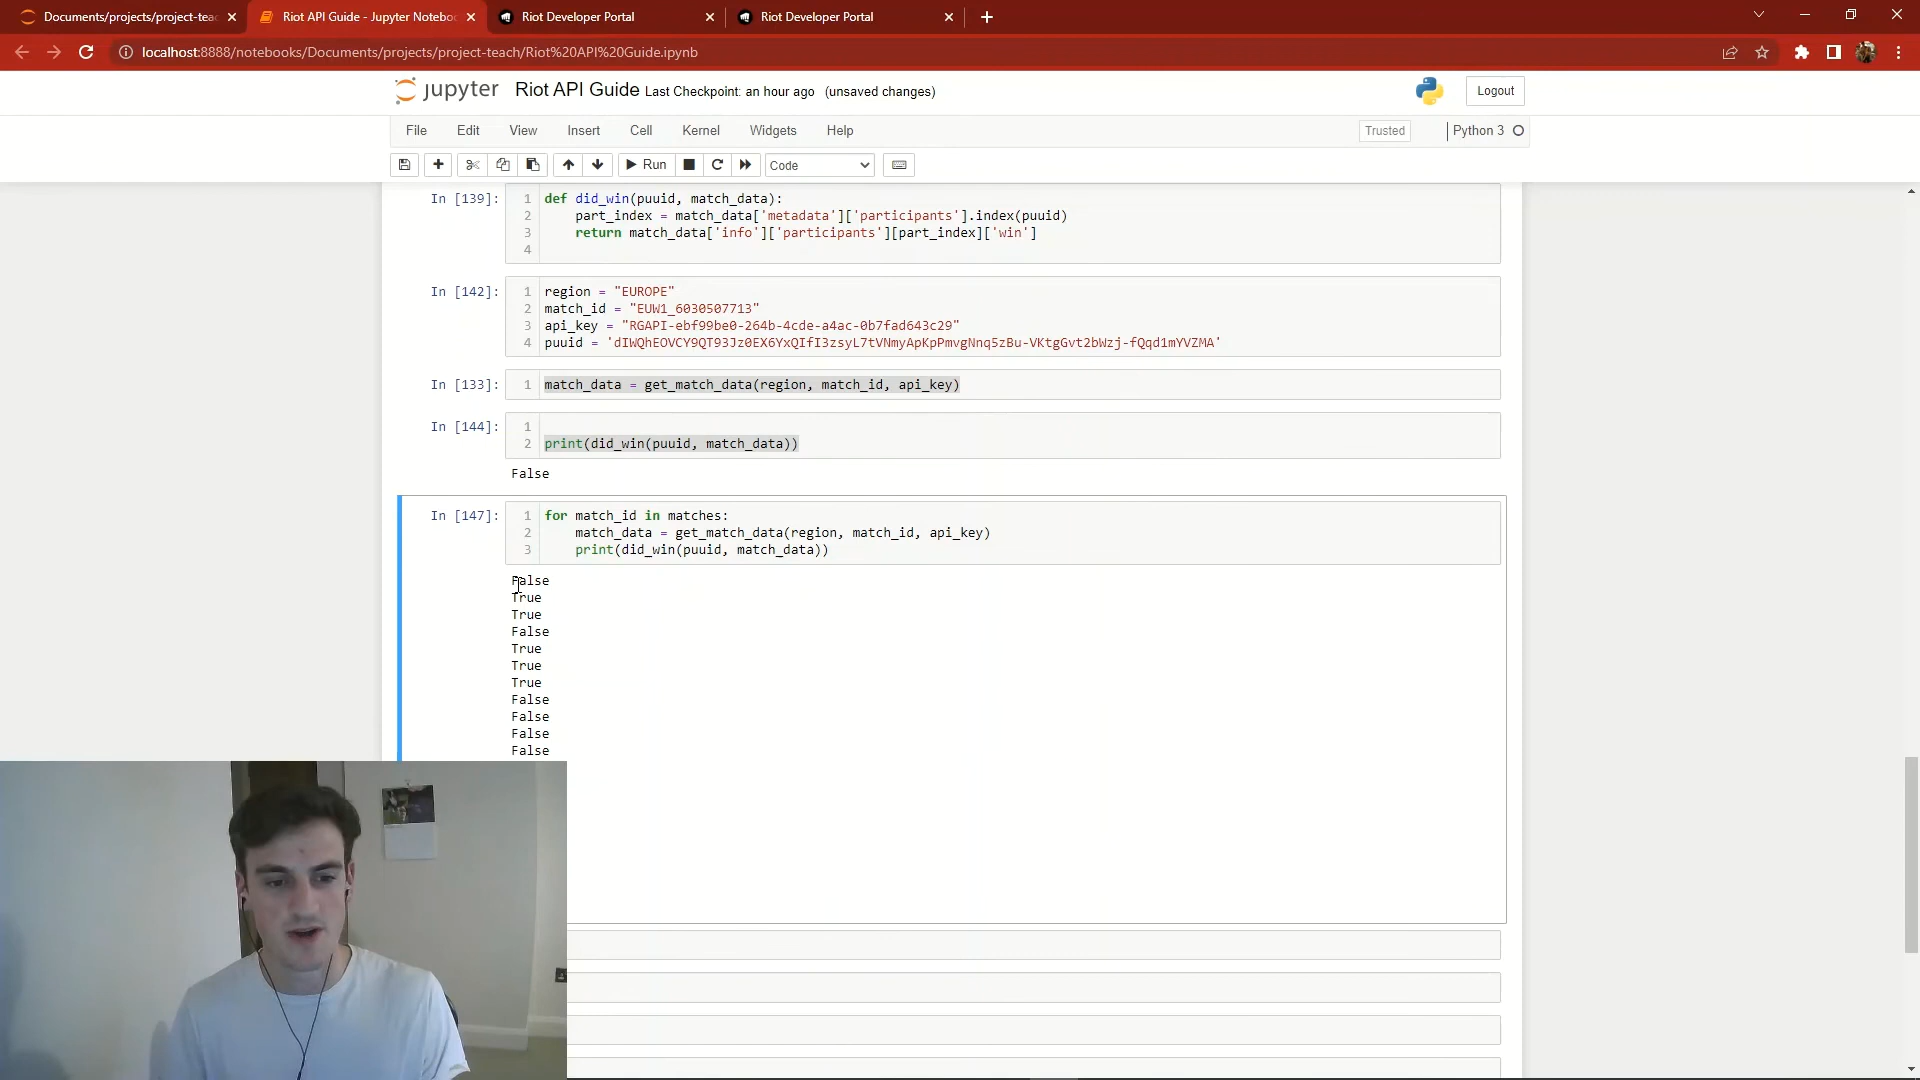 Documents/projects/project-teac
Riot API Guide - Jupyter Notebo
Riot Developer Portal
Riot Developer Portal
localhost:8888/notebooks/Documents/projects/project-teach/Riot%20API%20Guide.ipynb
jupyter Riot API Guide Last Checkpoint: an hour ago (unsaved changes)
Logout
File Edit View Insert Cell Kernel Widgets Help
Trusted
Python 3
Run
Code
In [139]:
1 def did_win(puuid, match_data):
2 part_index = match_data['metadata']['participants'].index(puuid)
3 return match_data['info']['participants'][part_index]['win']
4
In [142]:
1 region = "EUROPE"
2 match_id = "EUW1_6030507713"
3 api_key = "RGAPI-ebf99be0-264b-4cde-a4ac-0b7fad643c29"
4 puuid = 'dIWQhEOVCY9QT93Jz0EX6YxQIfI3zsyL7tVNmyApKpPmvgNnq5zBu-VKtgGvt2bWzj-fQqd1mYVZMA'
In [133]:
1 match_data = get_match_data(region, match_id, api_key)
In [144]:
1
2 print(did_win(puuid, match_data))
False
In [147]:
1 for match_id in matches:
2 match_data = get_match_data(region, match_id, api_key)
3 print(did_win(puuid, match_data))
False
True
True
False
True
True
True
False
False
False
False